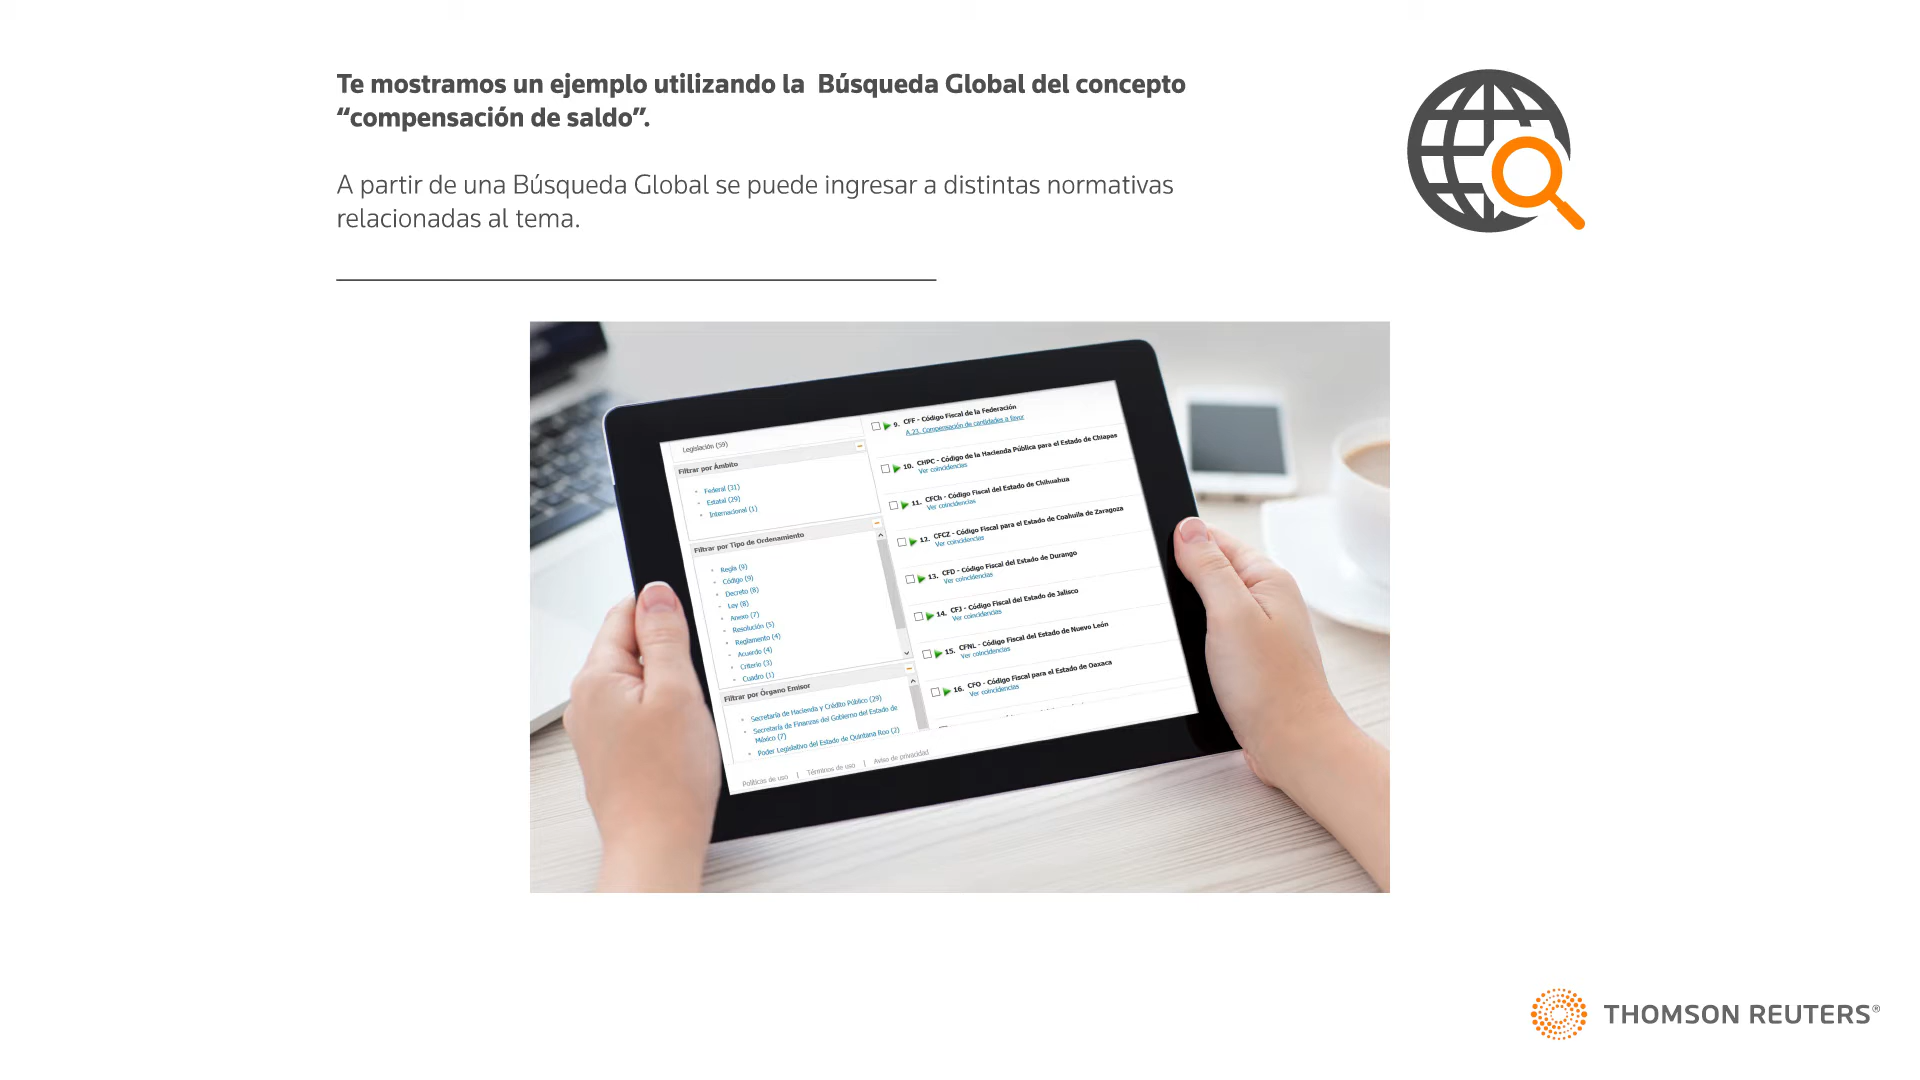 Te mostramos un ejemplo utilizando la  Búsqueda Global del concepto
“compensación de saldo”.
A partir de una Búsqueda Global se puede ingresar a distintas normativas
relacionadas al tema.
Legislación (59)
Filtrar por Ámbito
Federal (31)
Estatal (29)
Internacional (1)
Filtrar por Tipo de Ordenamiento
Regla (9)
Código (9)
Decreto (8)
Ley (8)
Anexo (7)
Resolución (5)
Reglamento (4)
Acuerdo (4)
Criterio (3)
Cuadro (1)
Filtrar por Órgano Emisor
Secretaría de Hacienda y Crédito Público (29)
Secretaría de Finanzas del Gobierno del Estado de
México (7)
Poder Legislativo del Estado de Quintana Roo (2)
9. CFF - Código Fiscal de la Federación
A 23. Compensación de cantidades a favor
10. CHPC - Código de la Hacienda Pública para el Estado de Chiapas
Ver coincidencias
11. CFCh - Código Fiscal del Estado de Chihuahua
Ver coincidencias
12. CFCZ - Código Fiscal para el Estado de Coahuila de Zaragoza
Ver coincidencias
13. CFD - Código Fiscal del Estado de Durango
Ver coincidencias
14. CFJ - Código Fiscal del Estado de Jalisco
Ver coincidencias
15. CFNL - Código Fiscal del Estado de Nuevo León
Ver coincidencias
16. CFO - Código Fiscal para el Estado de Oaxaca
Ver coincidencias
Políticas de uso | Términos de uso | Aviso de privacidad
THOMSON REUTERS®